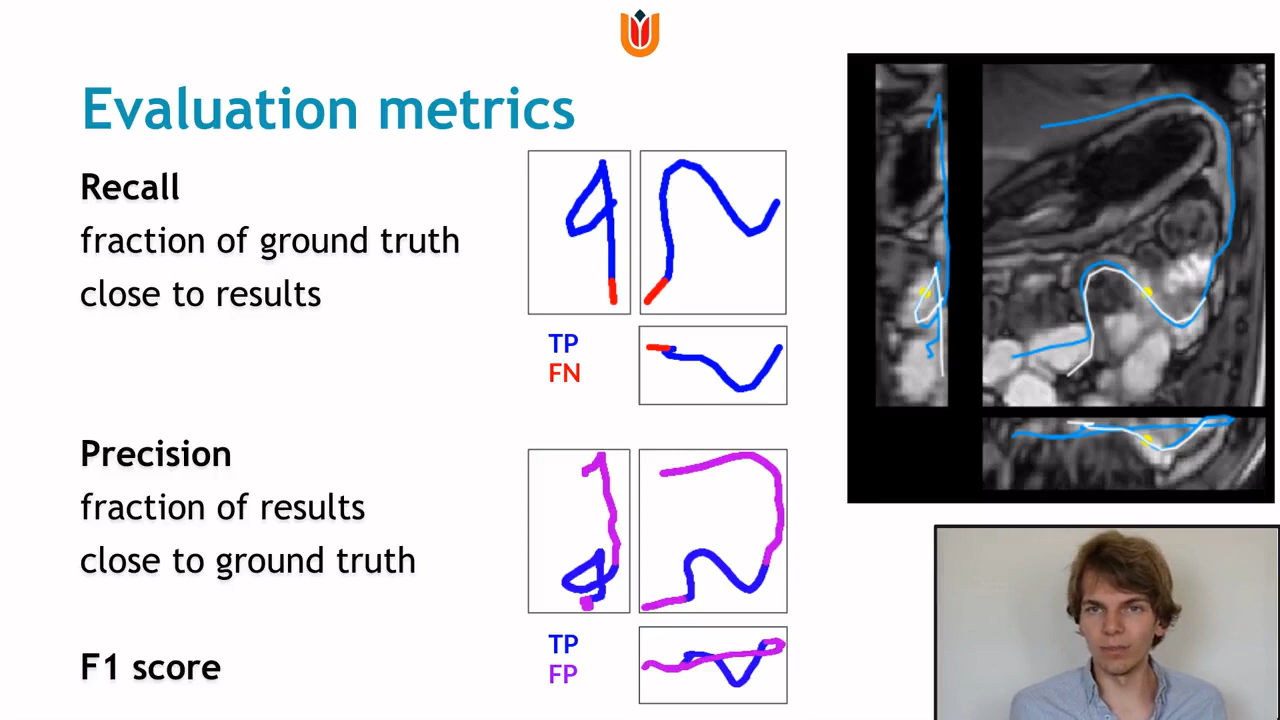 Evaluation metrics
Recall
fraction of ground truth
close to results
TP
FN
Precision
fraction of results
close to ground truth
TP
FP
F1 score